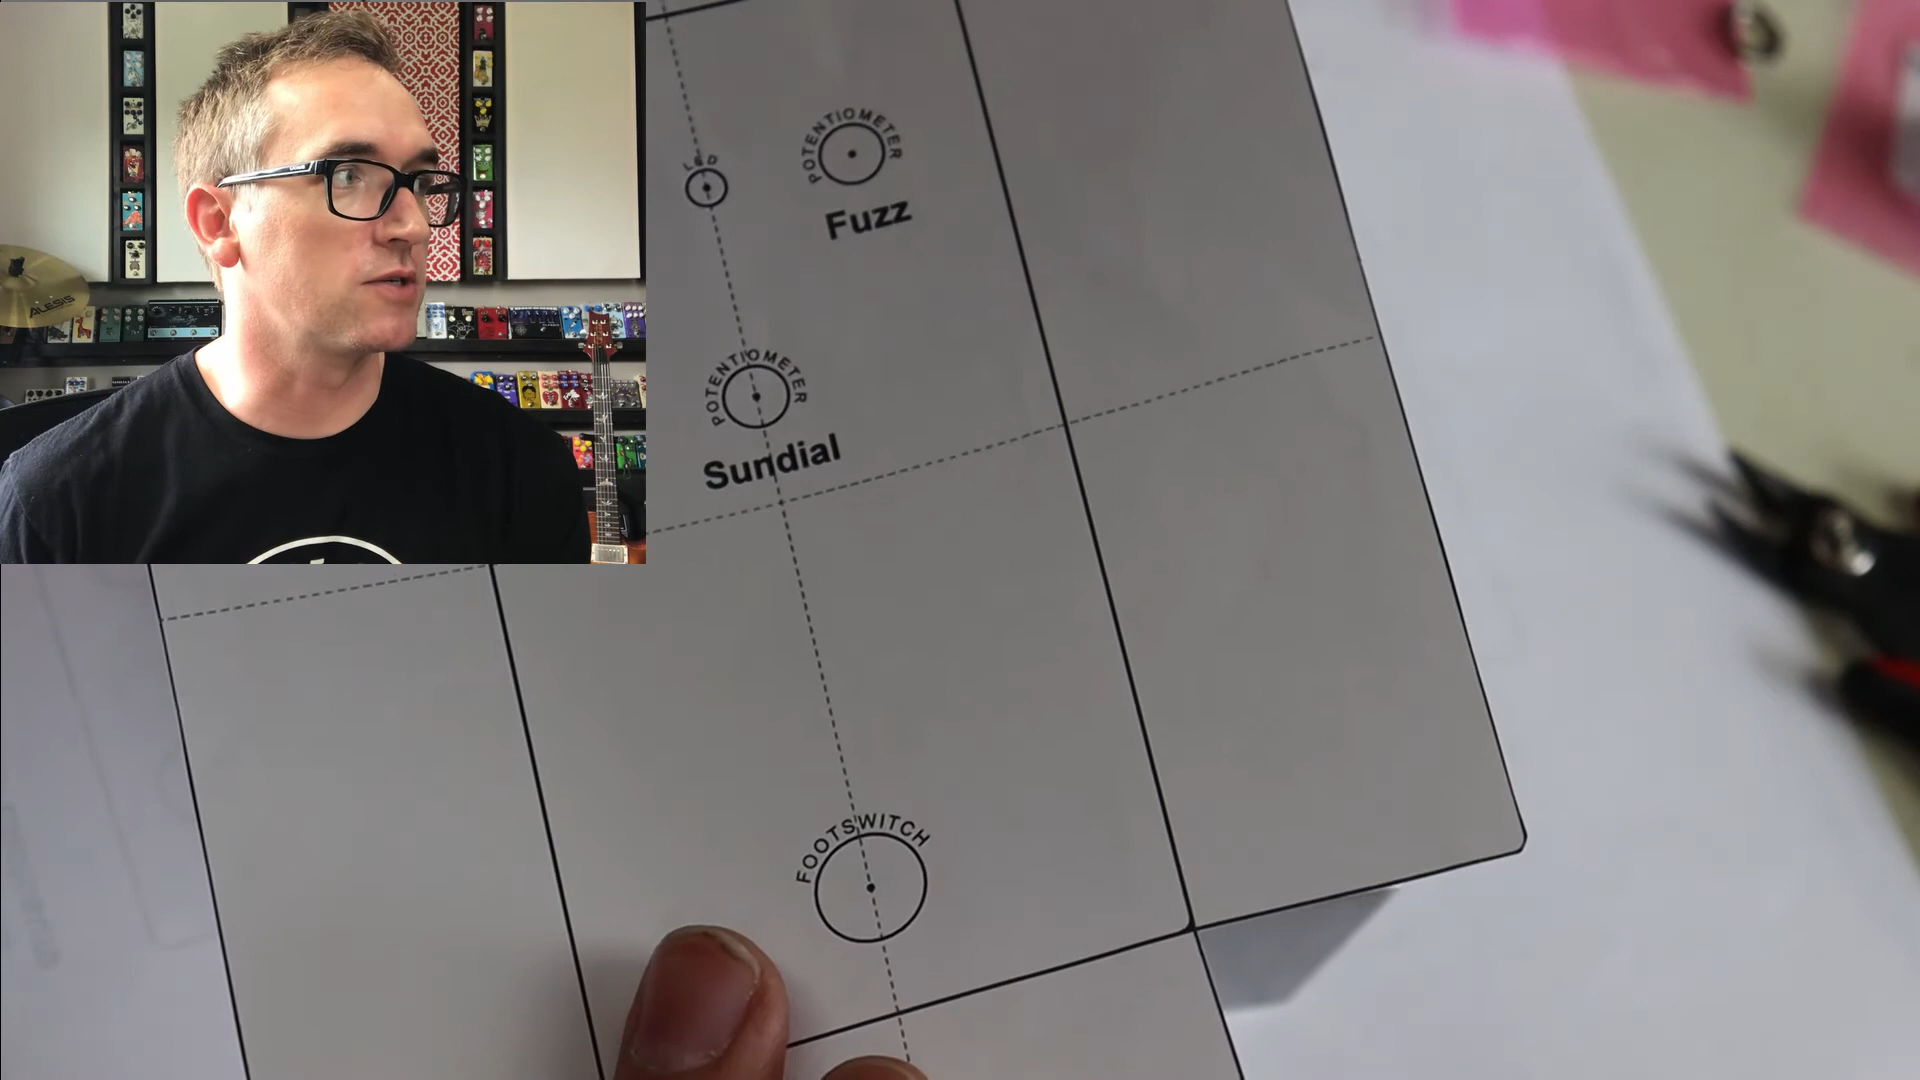 ALESIS
LED
POTENTIOMETER
Fuzz
POTENTIOMETER
Sundial
FOOTSWITCH